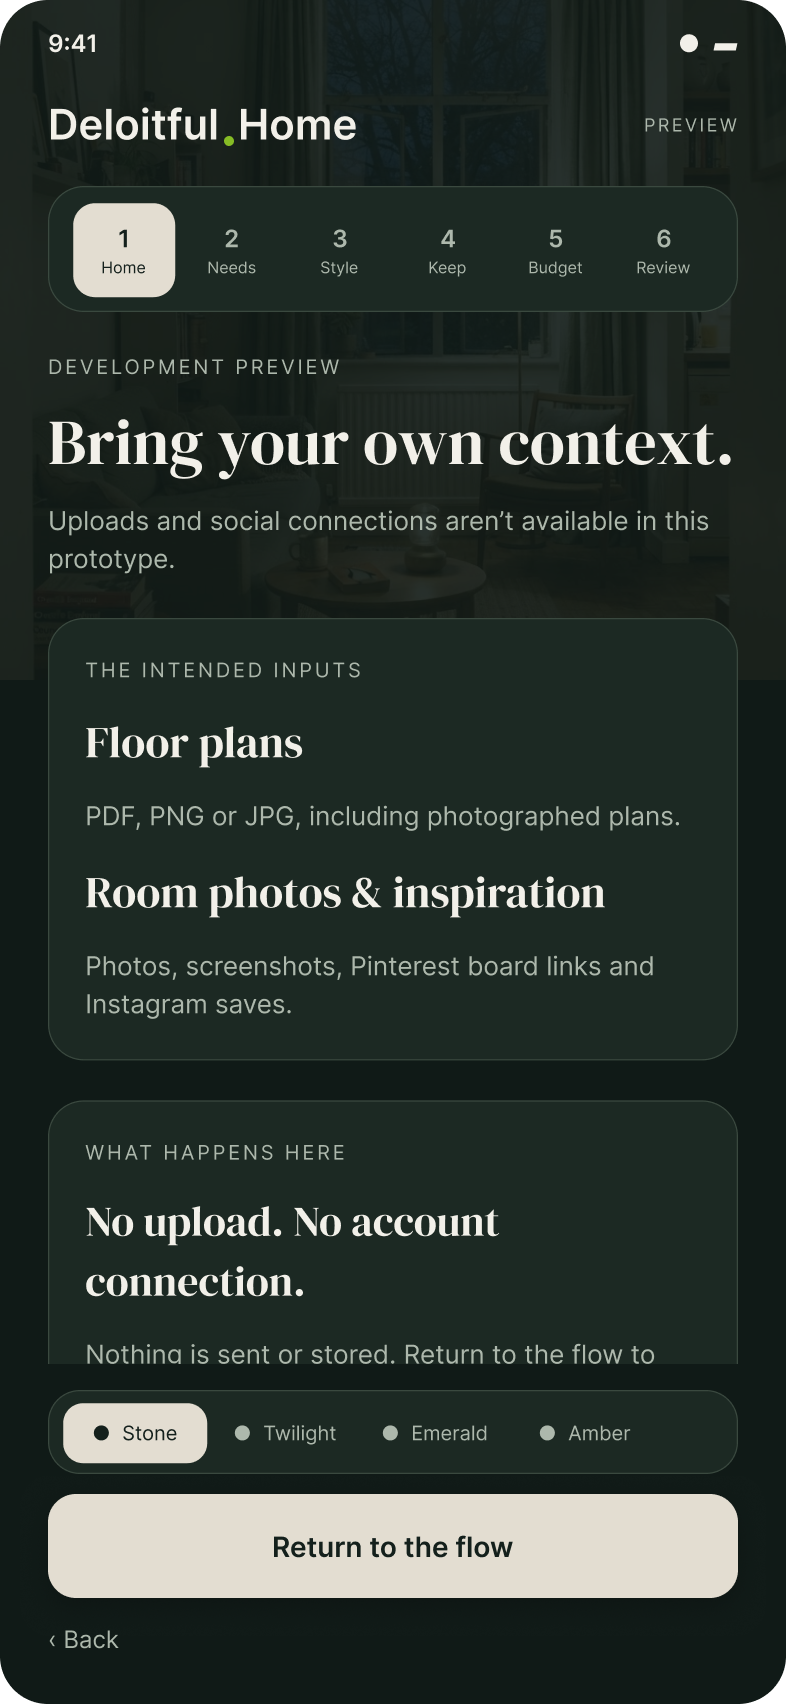 9:41
Deloitful.Home
PREVIEW
1 2 3 4 5 6
Home Needs Style Keep Budget Review
DEVELOPMENT PREVIEW
Bring your own context.
Uploads and social connections aren’t available in this
prototype.
THE INTENDED INPUTS
Floor plans
PDF, PNG or JPG, including photographed plans.
Room photos & inspiration
Photos, screenshots, Pinterest board links and
Instagram saves.
WHAT HAPPENS HERE
No upload. No account
connection.
Nothing is sent or stored. Return to the flow to
Stone Twilight Emerald Amber
Return to the flow
‹ Back